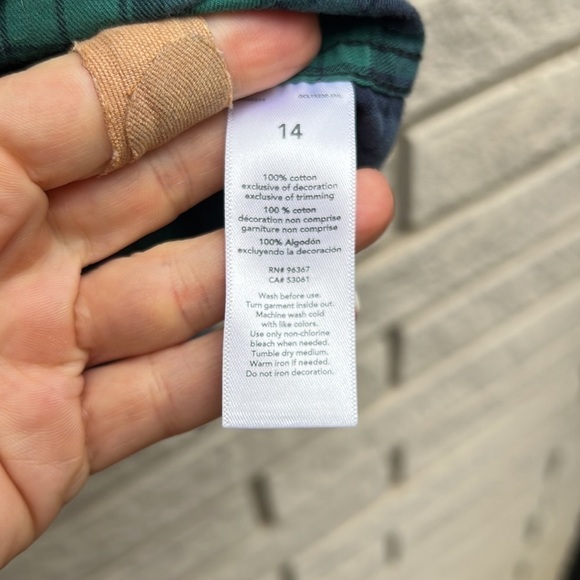 14
100% cotton
exclusive of decoration
exclusive of trimming
100 % coton
décoration non comprise
garniture non comprise
100% Algodón
excluyendo la decoración
RN# 96367
CA# 53061
Wash before use.
Turn garment inside out.
Machine wash cold
with like colors.
Use only non-chlorine
bleach when needed.
Tumble dry medium.
Warm iron if needed.
Do not iron decoration.